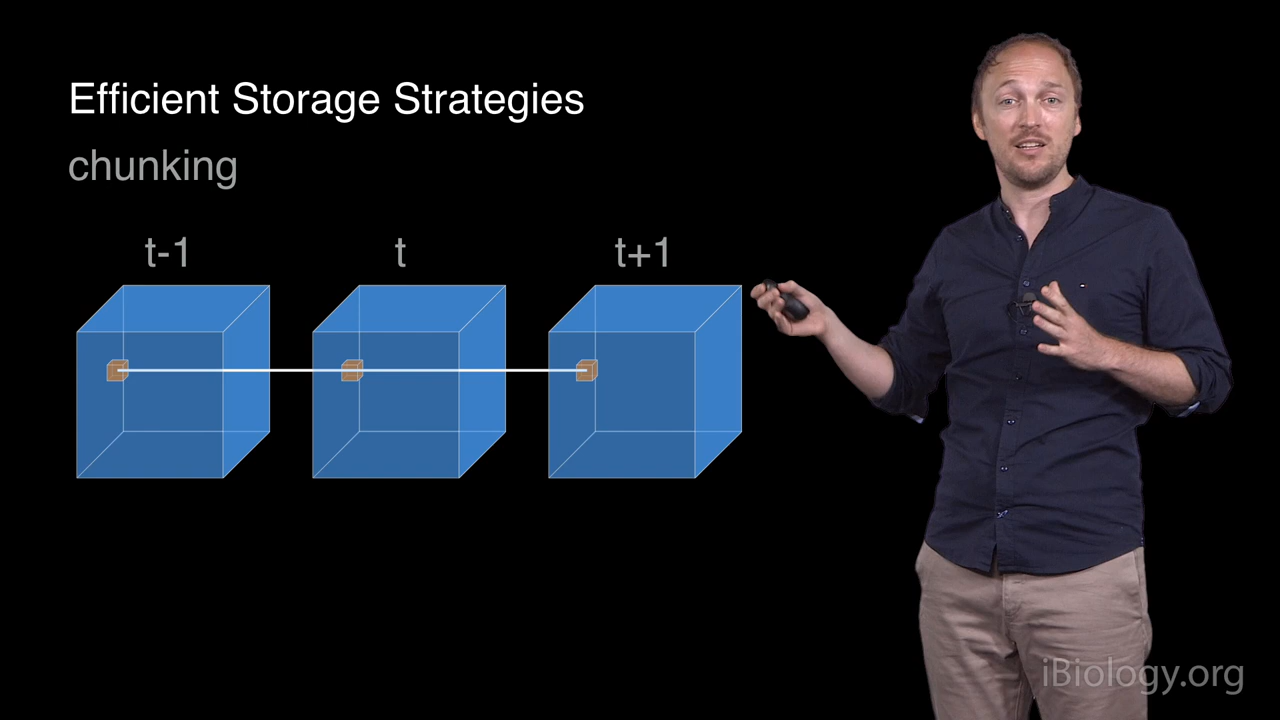 Efficient Storage Strategies
chunking
t-1 t t+1
iBiology.org